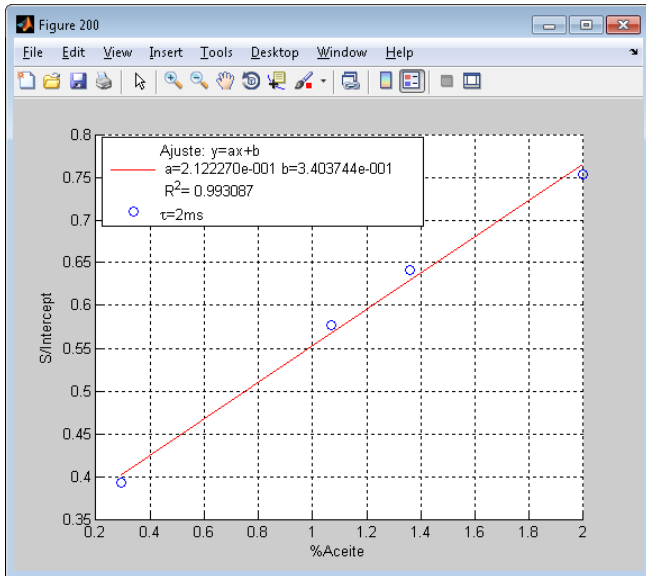 Figure 200
File Edit View Insert Tools Desktop Window Help
0.8
0.75
0.7
0.65
0.6
0.55
0.5
0.45
0.4
0.35
S/Intercept
Ajuste: y=ax+b
a=2.122270e-001 b=3.403744e-001
R²= 0.993087
τ=2ms
0.2 0.4 0.6 0.8 1 1.2 1.4 1.6 1.8 2
%Aceite